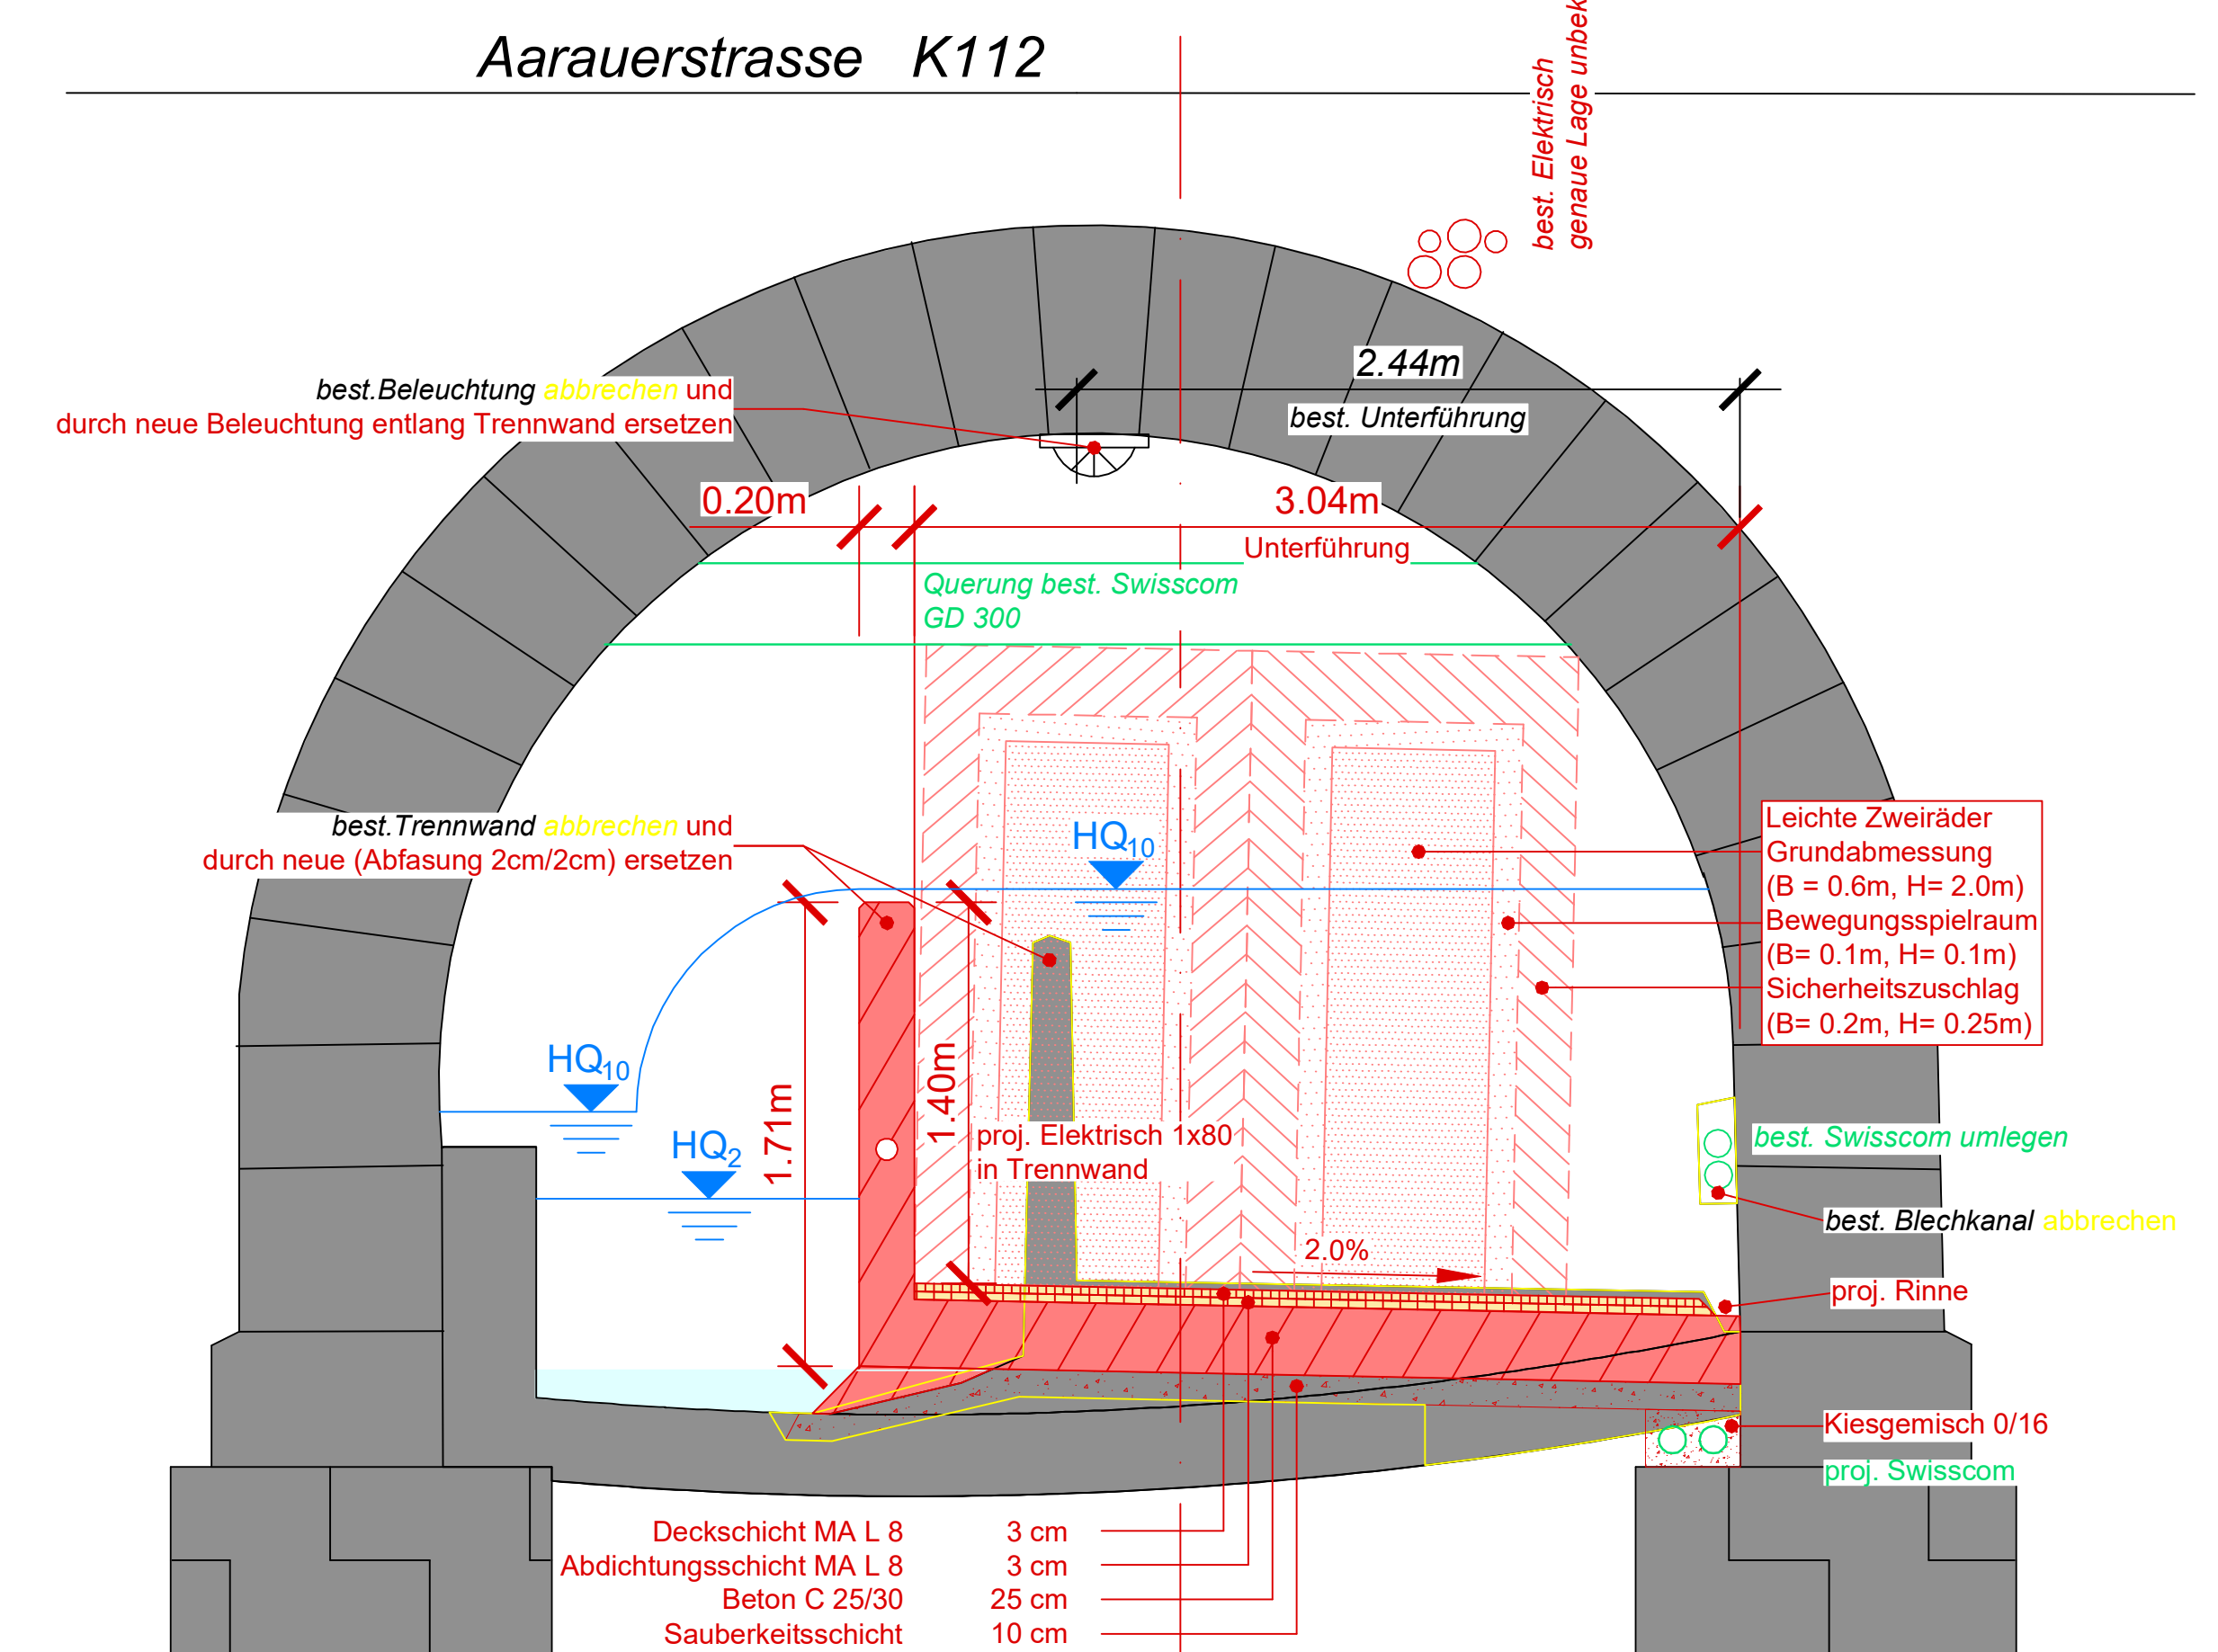 Aarauerstrasse K112
best. Elektrisch
genaue Lage
2.44m
best. Unterführung
best.Beleuchtung abbrechen und
durch neue Beleuchtung entlang Trennwand ersetzen
0.20m
3.04m
Unterführung
Querung best. Swisscom
GD 300
best.Trennwand abbrechen und
durch neue (Abfasung 2cm/2cm) ersetzen
HQ10
Leichte Zweiräder
Grundabmessung
(B = 0.6m, H= 2.0m)
Bewegungsspielraum
(B= 0.1m, H= 0.1m)
Sicherheitszuschlag
(B= 0.2m, H= 0.25m)
HQ10
HQ2
1.71m
1.40m
proj. Elektrisch 1x80
in Trennwand
best. Swisscom umlegen
best. Blechkanal abbrechen
2.0%
proj. Rinne
Kiesgemisch 0/16
proj. Swisscom
Deckschicht MA L 8 3 cm
Abdichtungsschicht MA L 8 3 cm
Beton C 25/30 25 cm
Sauberkeitsschicht 10 cm